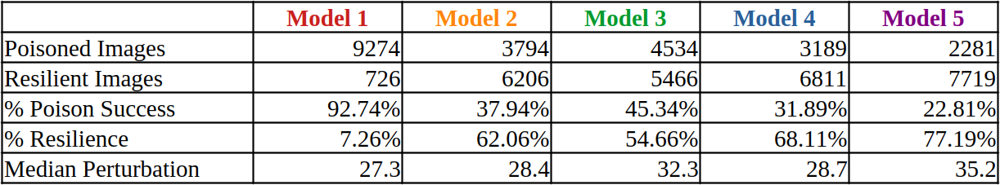 Model 1 Model 2 Model 3 Model 4 Model 5
Poisoned Images 9274 3794 4534 3189 2281
Resilient Images 726 6206 5466 6811 7719
% Poison Success 92.74% 37.94% 45.34% 31.89% 22.81%
% Resilience 7.26% 62.06% 54.66% 68.11% 77.19%
Median Perturbation 27.3 28.4 32.3 28.7 35.2